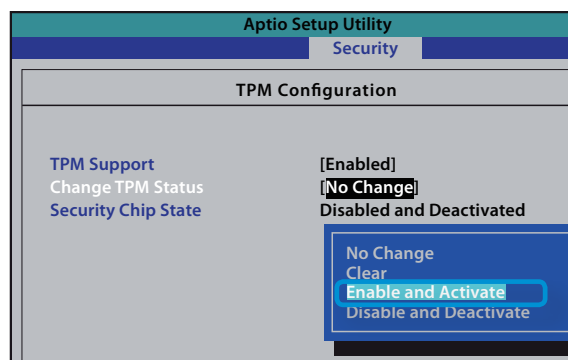 Aptio Setup Utility
Security
TPM Configuration
TPM Support [Enabled]
Change TPM Status [No Change]
Security Chip State Disabled and Deactivated
No Change
Clear
Enable and Activate
Disable and Deactivate